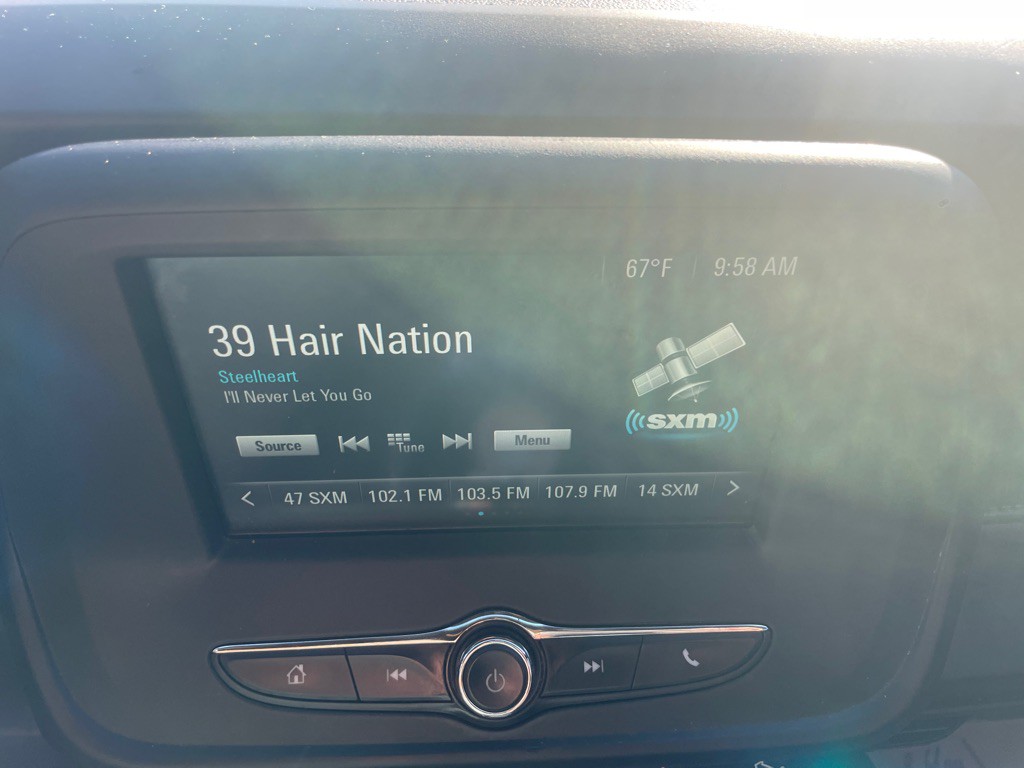 67°F 9:58 AM
39 Hair Nation
Steelheart
I'll Never Let You Go
sxm
Source Tune Menu
47 SXM 102.1 FM 103.5 FM 107.9 FM 14 SXM